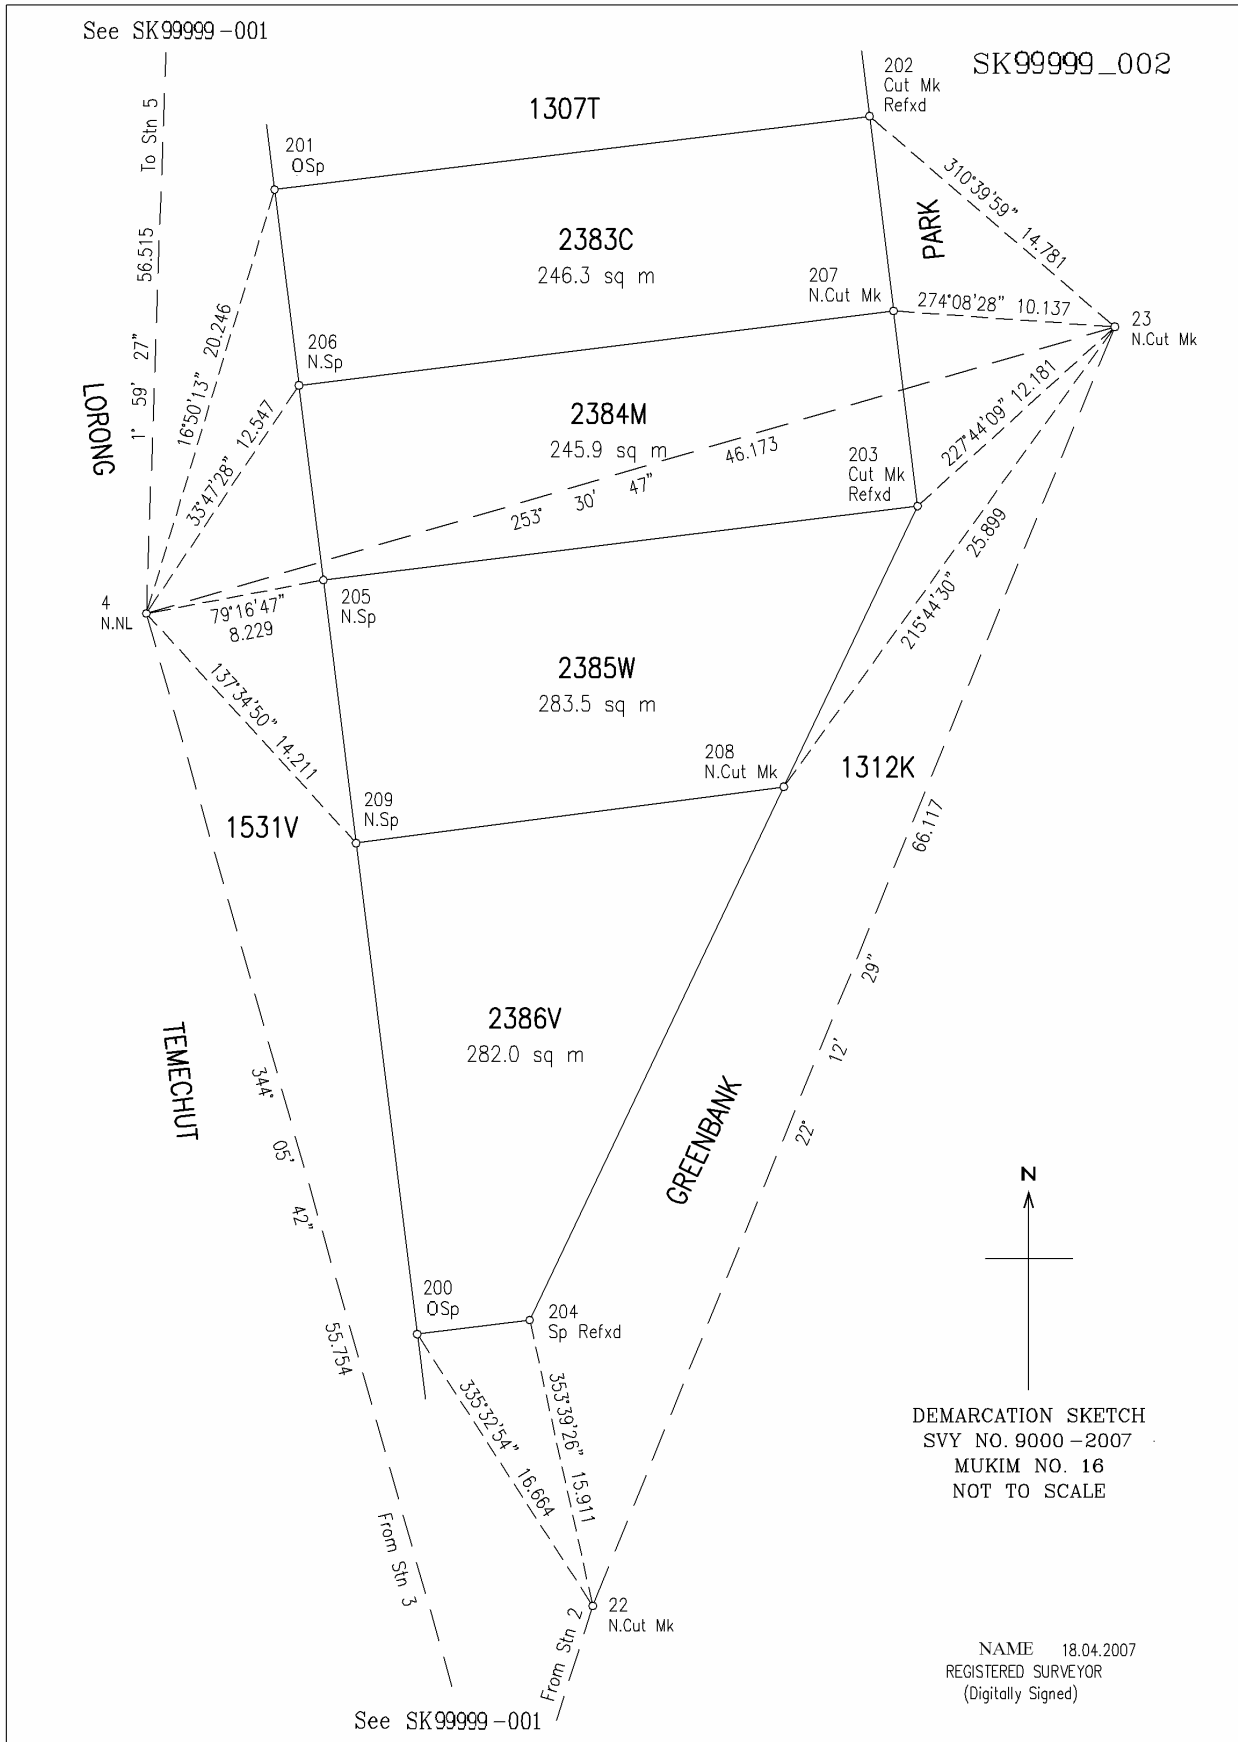 See SK99999-001
SK99999_002
To Stn 5
56.515
1° 59' 27"
201
OSp
1307T
202
Cut Mk
Refxd
310°39'59" 14.781
PARK
16°50'13" 20.246
2383C
246.3 sq m
207
N.Cut Mk
274°08'28" 10.137
23
N.Cut Mk
206
N.Sp
33°47'28" 12.547
LORONG
2384M
245.9 sq m
253° 30' 47"
46.173
203
Cut Mk
Refxd
227°44'09" 12.181
215°44'30" 25.899
4
N.NL
79°16'47"
8.229
205
N.Sp
137°34'50" 14.211
2385W
283.5 sq m
208
N.Cut Mk
1312K
66.117
22° 12' 29"
1531V
209
N.Sp
2386V
282.0 sq m
TEMECHUT
344° 05' 42"
55.754
From Stn 3
GREENBANK
200
OSp
204
Sp Refxd
335°32'54" 16.664
353°39'26" 15.911
22
N.Cut Mk
From Stn 2
See SK99999-001
N
DEMARCATION SKETCH
SVY NO. 9000-2007
MUKIM NO. 16
NOT TO SCALE
NAME 18.04.2007
REGISTERED SURVEYOR
(Digitally Signed)